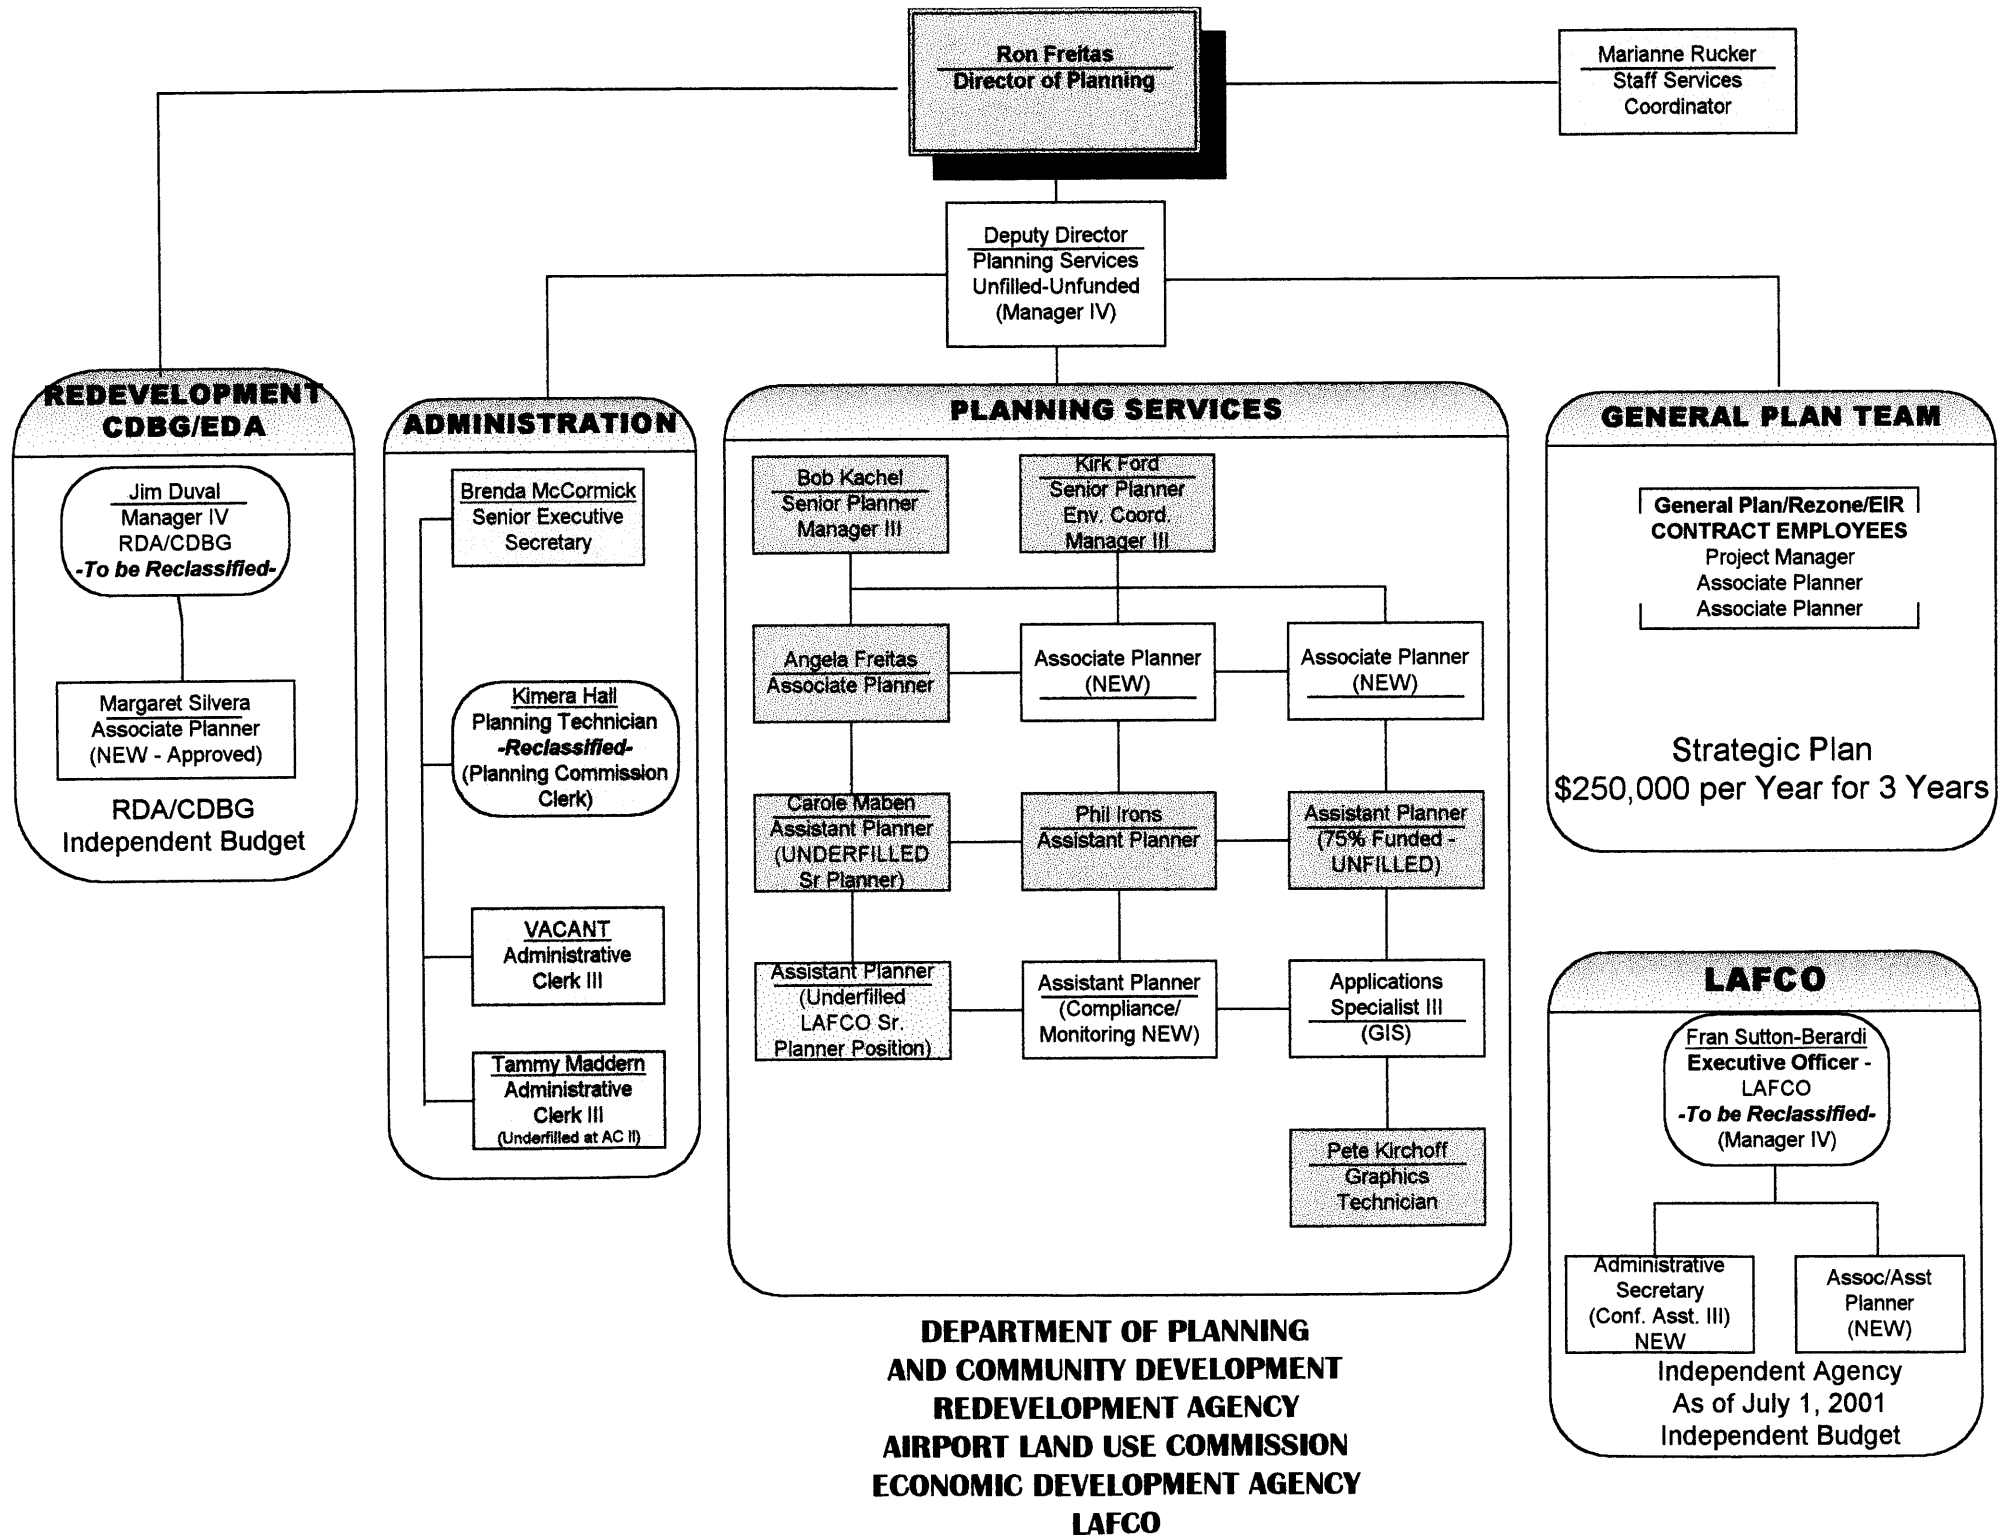 Ron Freitas
Director of Planning
Marianne Rucker
Staff Services
Coordinator
Deputy Director
Planning Services
Unfilled-Unfunded
(Manager IV)
REDEVELOPMENT
CDBG/EDA
Jim Duval
Manager IV
RDA/CDBG
-To be Reclassified-
Margaret Silvera
Associate Planner
(NEW - Approved)
RDA/CDBG
Independent Budget
ADMINISTRATION
Brenda McCormick
Senior Executive
Secretary
Kimera Hall
Planning Technician
-Reclassified-
(Planning Commission
Clerk)
VACANT
Administrative
Clerk III
Tammy Maddern
Administrative
Clerk III
(Underfilled at AC II)
PLANNING SERVICES
Bob Kachel
Senior Planner
Manager III
Kirk Ford
Senior Planner
Env. Coord.
Manager III
Angela Freitas
Associate Planner
Associate Planner
(NEW)
Associate Planner
(NEW)
Carole Maben
Assistant Planner
(UNDERFILLED
Sr Planner)
Phil Irons
Assistant Planner
Assistant Planner
(75% Funded -
UNFILLED)
Assistant Planner
(Underfilled
LAFCO Sr.
Planner Position)
Assistant Planner
(Compliance/
Monitoring NEW)
Applications
Specialist III
(GIS)
Pete Kirchoff
Graphics
Technician
GENERAL PLAN TEAM
General Plan/Rezone/EIR
CONTRACT EMPLOYEES
Project Manager
Associate Planner
Associate Planner
Strategic Plan
$250,000 per Year for 3 Years
LAFCO
Fran Sutton-Berardi
Executive Officer -
LAFCO
-To be Reclassified-
(Manager IV)
Administrative
Secretary
(Conf. Asst. III)
NEW
Assoc/Asst
Planner
(NEW)
Independent Agency
As of July 1, 2001
Independent Budget
DEPARTMENT OF PLANNING
AND COMMUNITY DEVELOPMENT
REDEVELOPMENT AGENCY
AIRPORT LAND USE COMMISSION
ECONOMIC DEVELOPMENT AGENCY
LAFCO